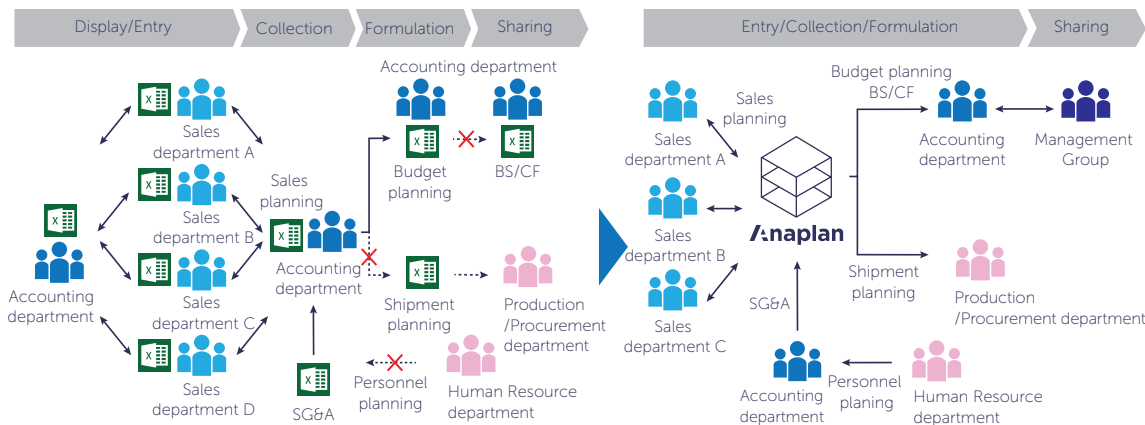 Display/Entry
Collection
Formulation
Sharing
Accounting department
Sales
department A
Sales
department B
Sales
department C
Sales
department D
Accounting
department
Sales
planning
Accounting
department
Budget
planning
BS/CF
Shipment
planning
Production
/Procurement
department
Personnel
planning
Human Resource
department
SG&A
Entry/Collection/Formulation
Sharing
Sales
department A
Sales
department B
Sales
department C
Sales
planning
Anaplan
Budget planning
BS/CF
Accounting
department
Management
Group
Shipment
planning
Production
/Procurement department
SG&A
Accounting
department
Personnel
planing
Human Resource
department